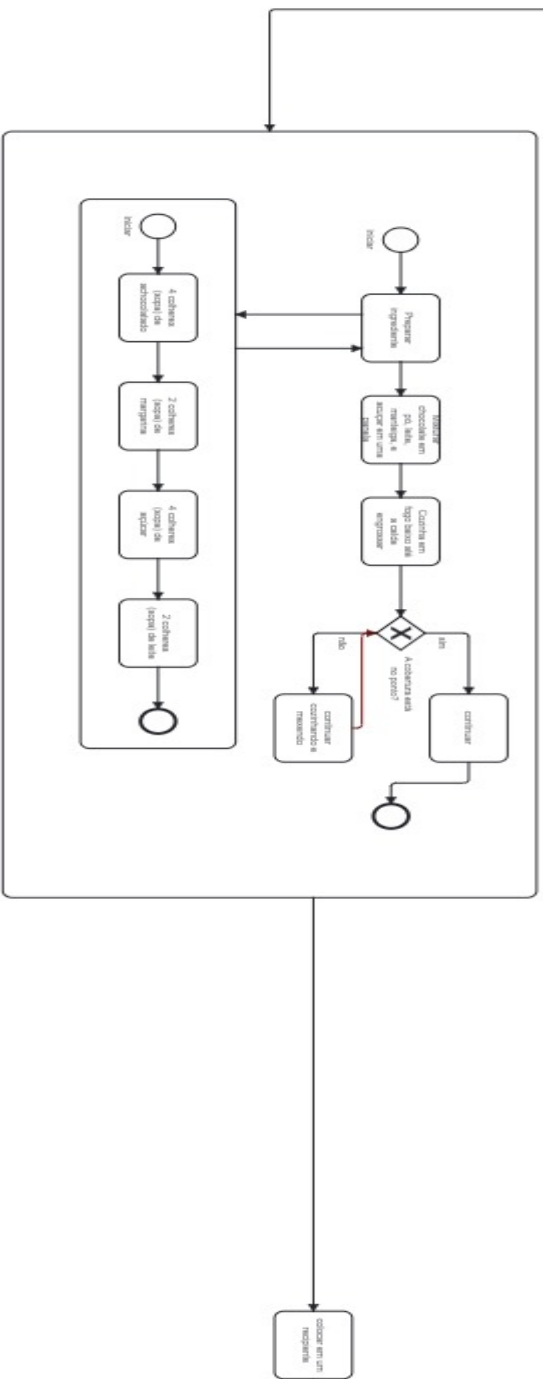 Iniciar
Preparar
ingrediente
Misturar
chocolate em
pó, leite,
manteiga, e
açuçar em uma
panela
Cozinhe em
fogo baixo até
a calda
engrossar
A cobertura está
no ponto?
sim
continuar
não
continuar
cozinhando e
mexendo
Iniciar
4 colheres
(sopa) de
achocolatado
2 colheres
(sopa) de
margarina
4 colheres
(sopa) de
açúcar
2 colheres
(sopa) de leite
colocar em um
recipiente